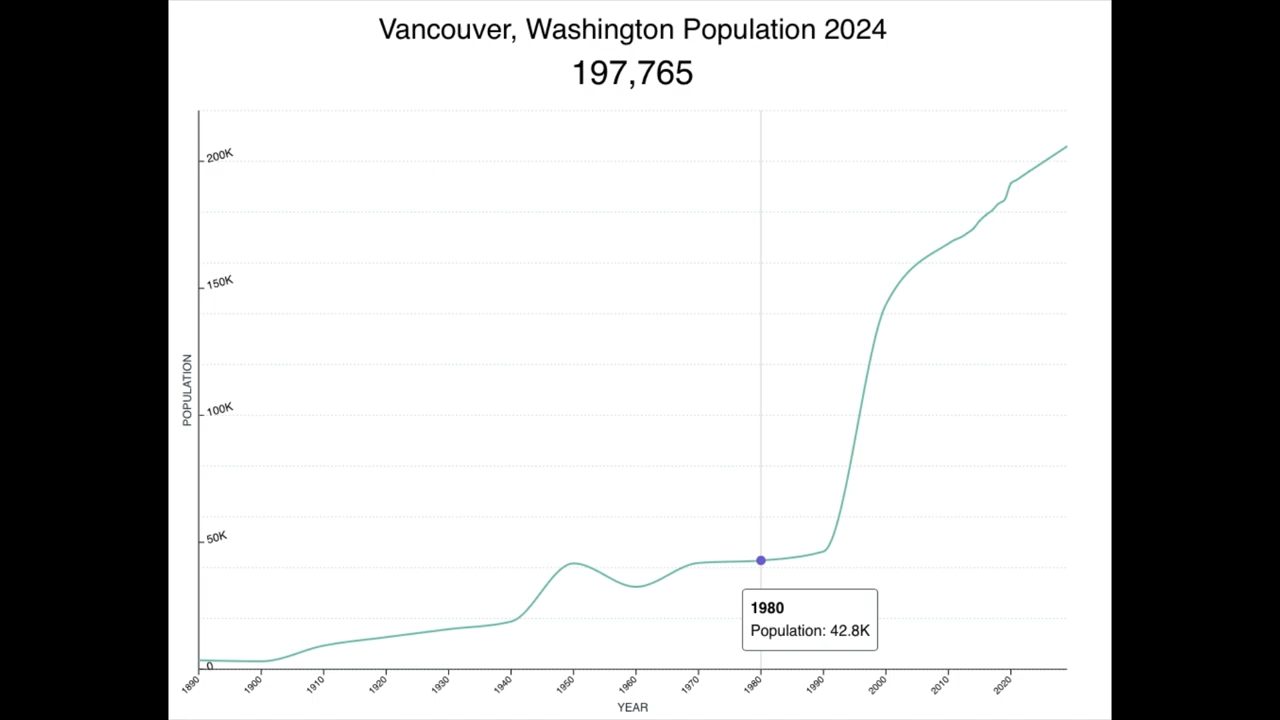 Vancouver, Washington Population 2024
197,765
200K
150K
100K
50K
0
POPULATION
1980
Population: 42.8K
1890 1900 1910 1920 1930 1940 1950 1960 1970 1980 1990 2000 2010 2020
YEAR